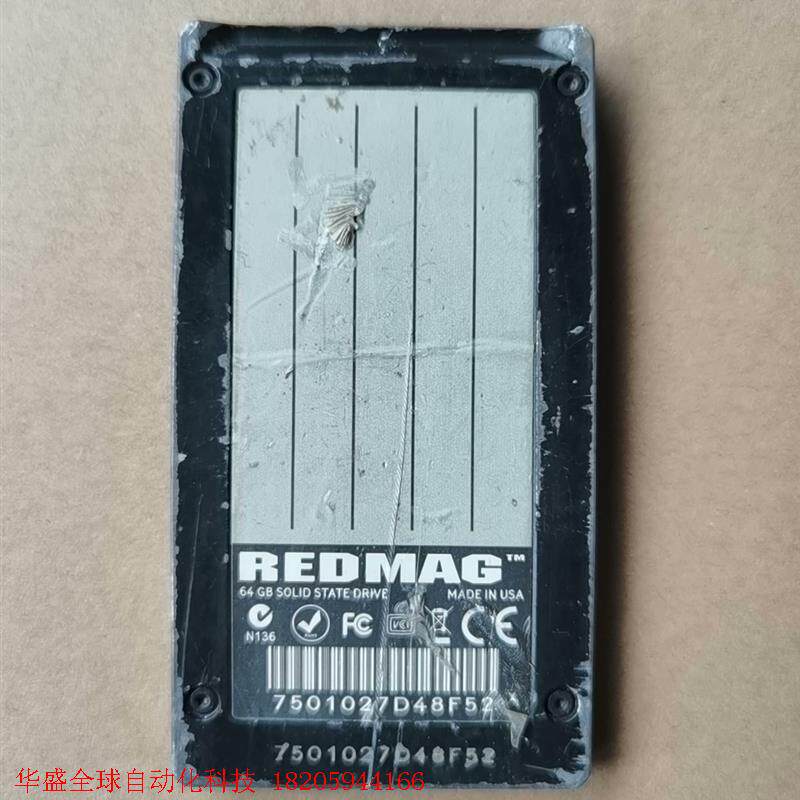 REDMAG™
64 GB SOLID STATE DRIVE MADE IN USA
N136 FC VCI CE
7501027D48F52
7501027D48F52
华盛全球自动化科技 18205944166